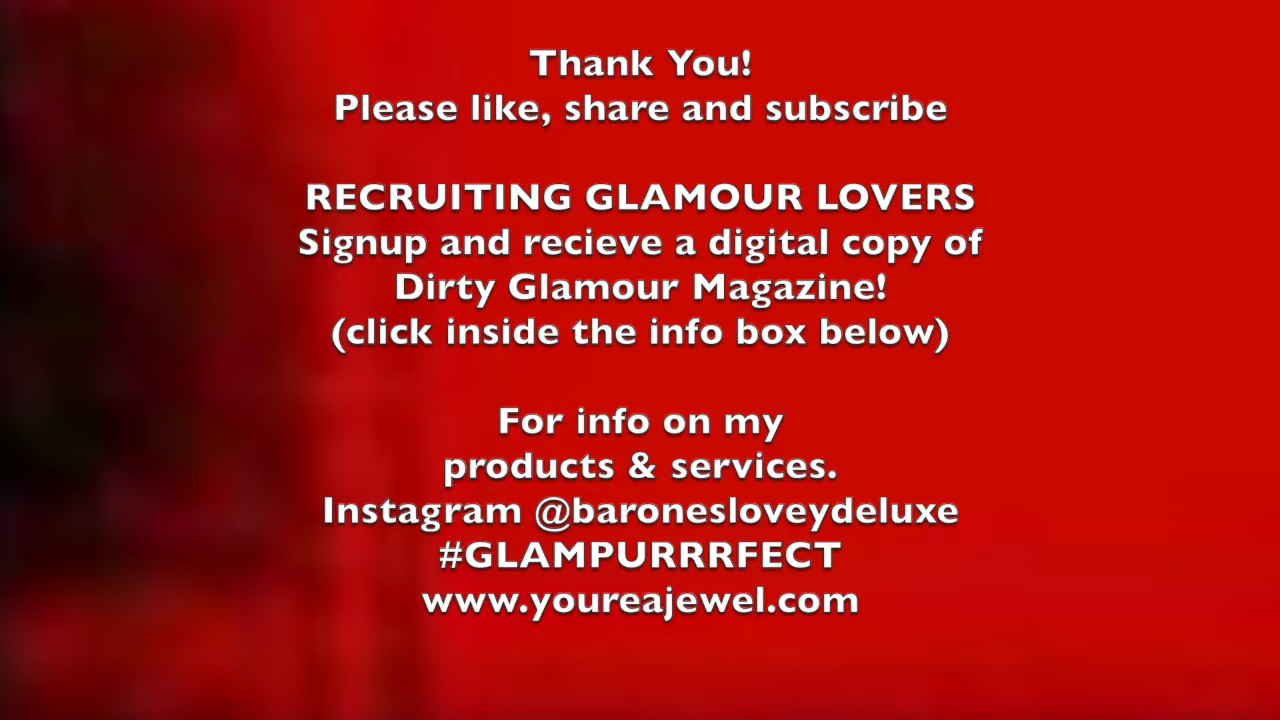 Thank You!
Please like, share and subscribe
RECRUITING GLAMOUR LOVERS
Signup and recieve a digital copy of
Dirty Glamour Magazine!
(click inside the info box below)
For info on my
products & services.
Instagram @baronesloveydeluxe
#GLAMPURRRFECT
www.youreajewel.com